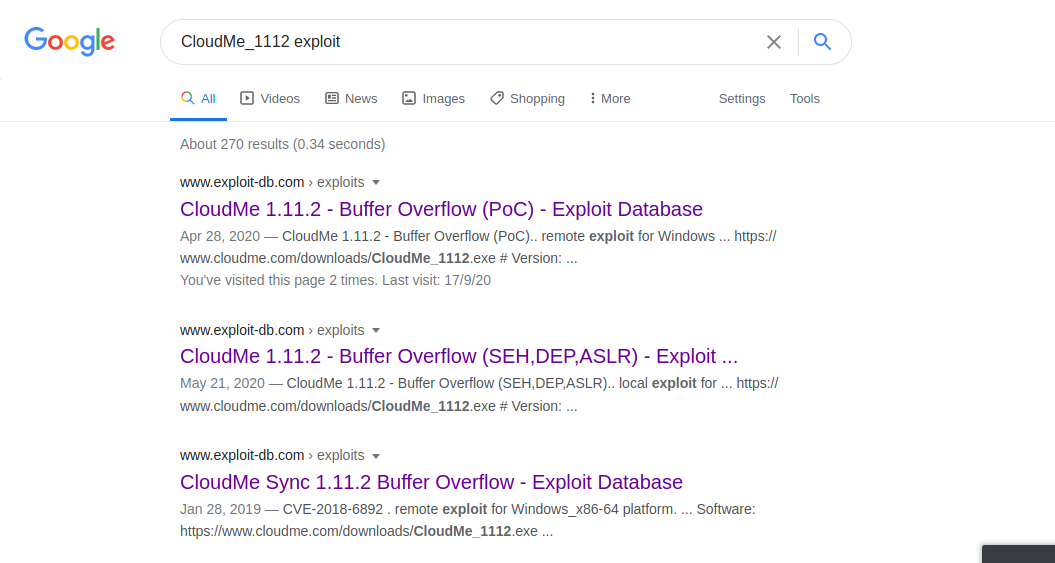 Google
CloudMe_1112 exploit
All Videos News Images Shopping More Settings Tools
About 270 results (0.34 seconds)
www.exploit-db.com › exploits
CloudMe 1.11.2 - Buffer Overflow (PoC) - Exploit Database
Apr 28, 2020 — CloudMe 1.11.2 - Buffer Overflow (PoC).. remote exploit for Windows ... https://
www.cloudme.com/downloads/CloudMe_1112.exe # Version: ...
You've visited this page 2 times. Last visit: 17/9/20
www.exploit-db.com › exploits
CloudMe 1.11.2 - Buffer Overflow (SEH,DEP,ASLR) - Exploit ...
May 21, 2020 — CloudMe 1.11.2 - Buffer Overflow (SEH,DEP,ASLR).. local exploit for ... https://
www.cloudme.com/downloads/CloudMe_1112.exe # Version: ...
www.exploit-db.com › exploits
CloudMe Sync 1.11.2 Buffer Overflow - Exploit Database
Jan 28, 2019 — CVE-2018-6892 . remote exploit for Windows_x86-64 platform. ... Software:
https://www.cloudme.com/downloads/CloudMe_1112.exe ...